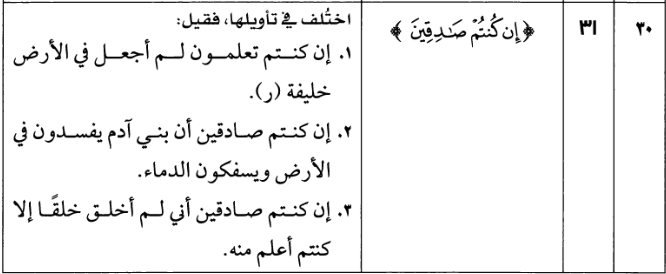 ٣٠
٣١
﴿إِن كُنتُمْ صَـٰدِقِينَ﴾
اختُلف في تأويلها، فقيل:
١. إن كنتم تعلمون لم أجعل في الأرض
خليفة (ر).
٢. إن كنتم صادقين أن بني آدم يفسدون في
الأرض ويسفكون الدماء.
٣. إن كنتم صادقين أني لم أخلق خلقًا إلا
كنتم أعلم منه.